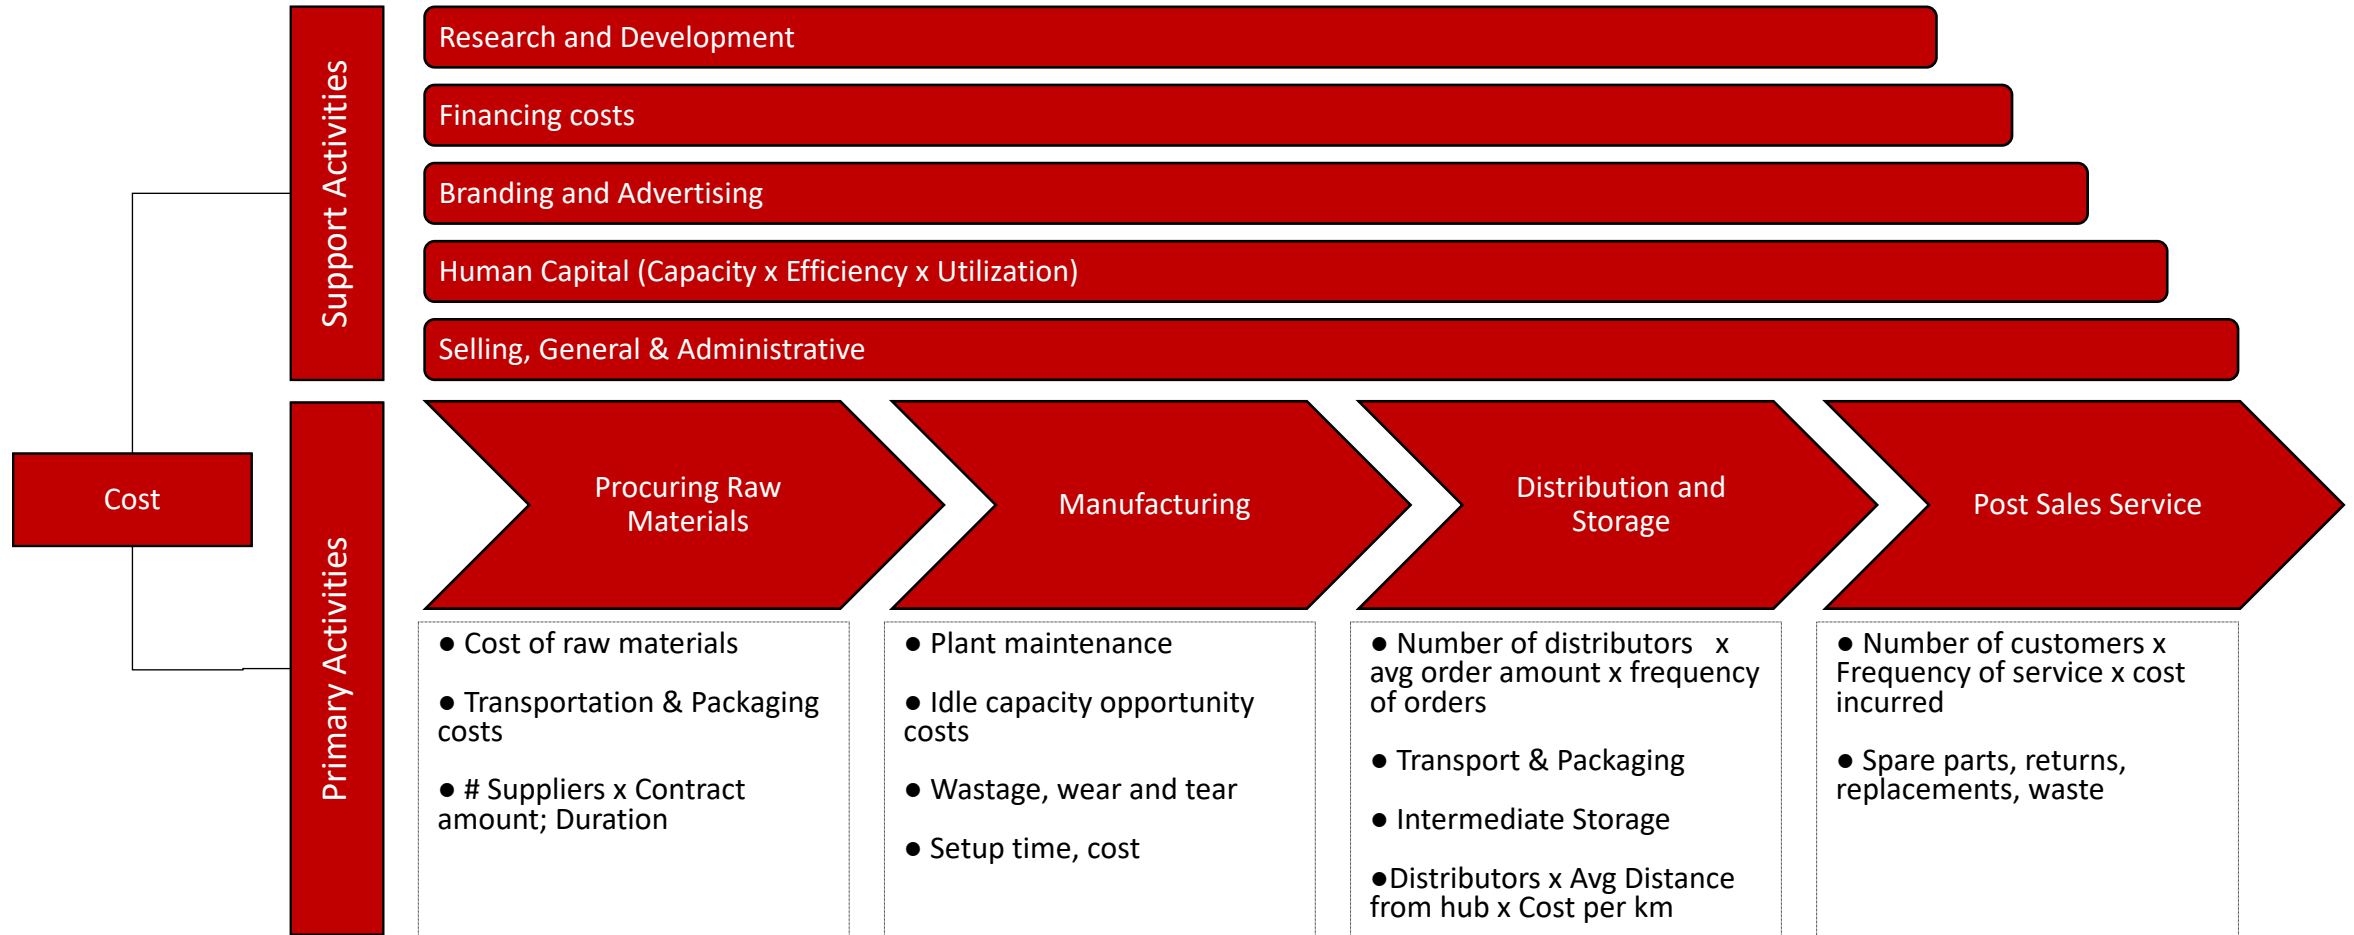 Research and Development
Financing costs
Branding and Advertising
Human Capital (Capacity x Efficiency x Utilization)
Selling, General & Administrative
Support Activities
Cost
Primary Activities
Procuring Raw
Materials
Manufacturing
Distribution and
Storage
Post Sales Service
● Cost of raw materials
● Transportation & Packaging
costs
● # Suppliers x Contract
amount; Duration
● Plant maintenance
● Idle capacity opportunity
costs
● Wastage, wear and tear
● Setup time, cost
● Number of distributors x
avg order amount x frequency
of orders
● Transport & Packaging
● Intermediate Storage
●Distributors x Avg Distance
from hub x Cost per km
● Number of customers x
Frequency of service x cost
incurred
● Spare parts, returns,
replacements, waste